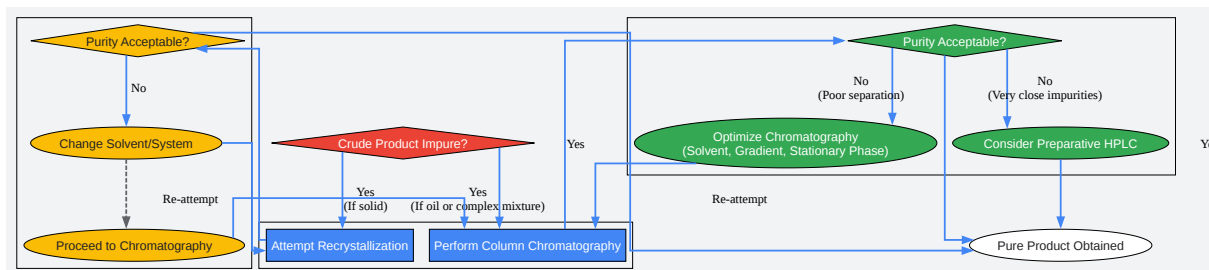 Purity Acceptable?
No
Change Solvent/System
Re-attempt
Proceed to Chromatography
Crude Product Impure?
Yes
(If solid)
Yes
(If oil or complex mixture)
Attempt Recrystallization
Perform Column Chromatography
Yes
Purity Acceptable?
No
(Poor separation)
No
(Very close impurities)
Optimize Chromatography
(Solvent, Gradient, Stationary Phase)
Consider Preparative HPLC
Re-attempt
Pure Product Obtained